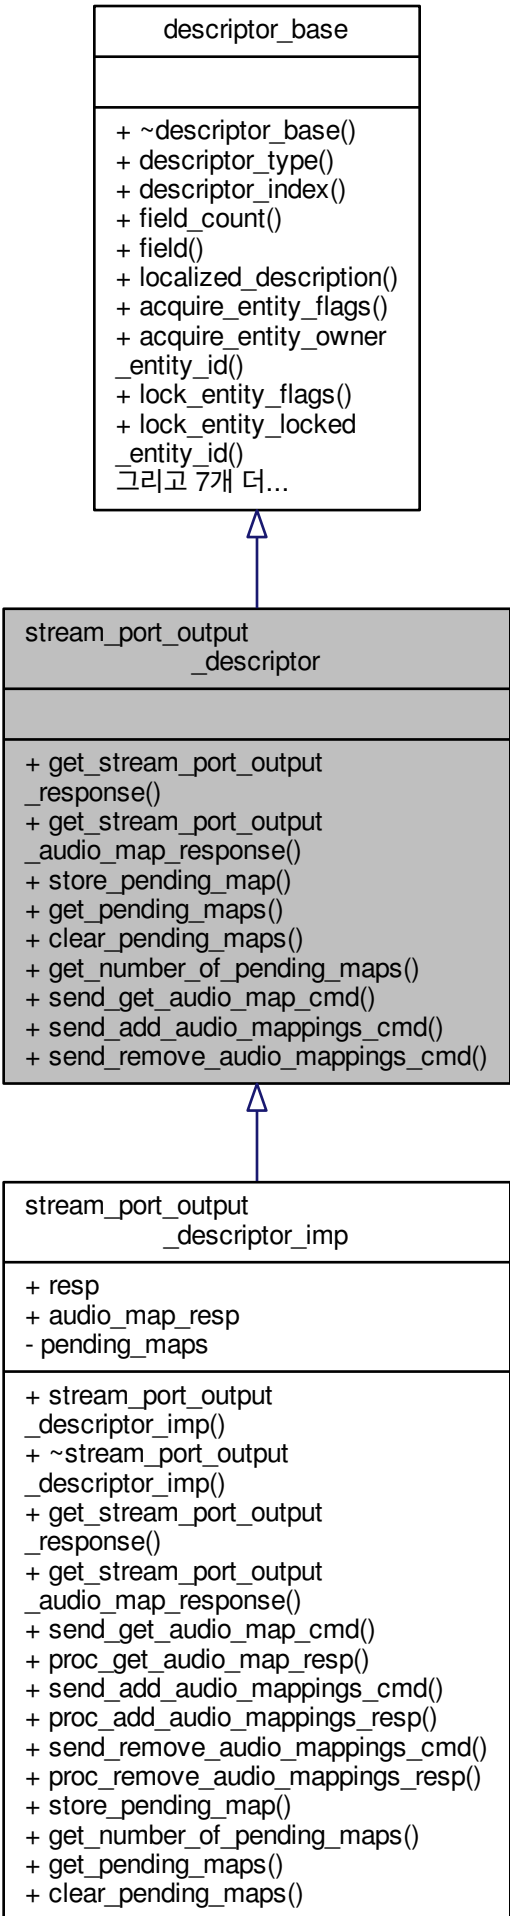 descriptor_base
+ ~descriptor_base()
+ descriptor_type()
+ descriptor_index()
+ field_count()
+ field()
+ localized_description()
+ acquire_entity_flags()
+ acquire_entity_owner
_entity_id()
+ lock_entity_flags()
+ lock_entity_locked
_entity_id()
그리고 7개 더...
stream_port_output
_descriptor
+ get_stream_port_output
_response()
+ get_stream_port_output
_audio_map_response()
+ store_pending_map()
+ get_pending_maps()
+ clear_pending_maps()
+ get_number_of_pending_maps()
+ send_get_audio_map_cmd()
+ send_add_audio_mappings_cmd()
+ send_remove_audio_mappings_cmd()
stream_port_output
_descriptor_imp
+ resp
+ audio_map_resp
- pending_maps
+ stream_port_output
_descriptor_imp()
+ ~stream_port_output
_descriptor_imp()
+ get_stream_port_output
_response()
+ get_stream_port_output
_audio_map_response()
+ send_get_audio_map_cmd()
+ proc_get_audio_map_resp()
+ send_add_audio_mappings_cmd()
+ proc_add_audio_mappings_resp()
+ send_remove_audio_mappings_cmd()
+ proc_remove_audio_mappings_resp()
+ store_pending_map()
+ get_number_of_pending_maps()
+ get_pending_maps()
+ clear_pending_maps()